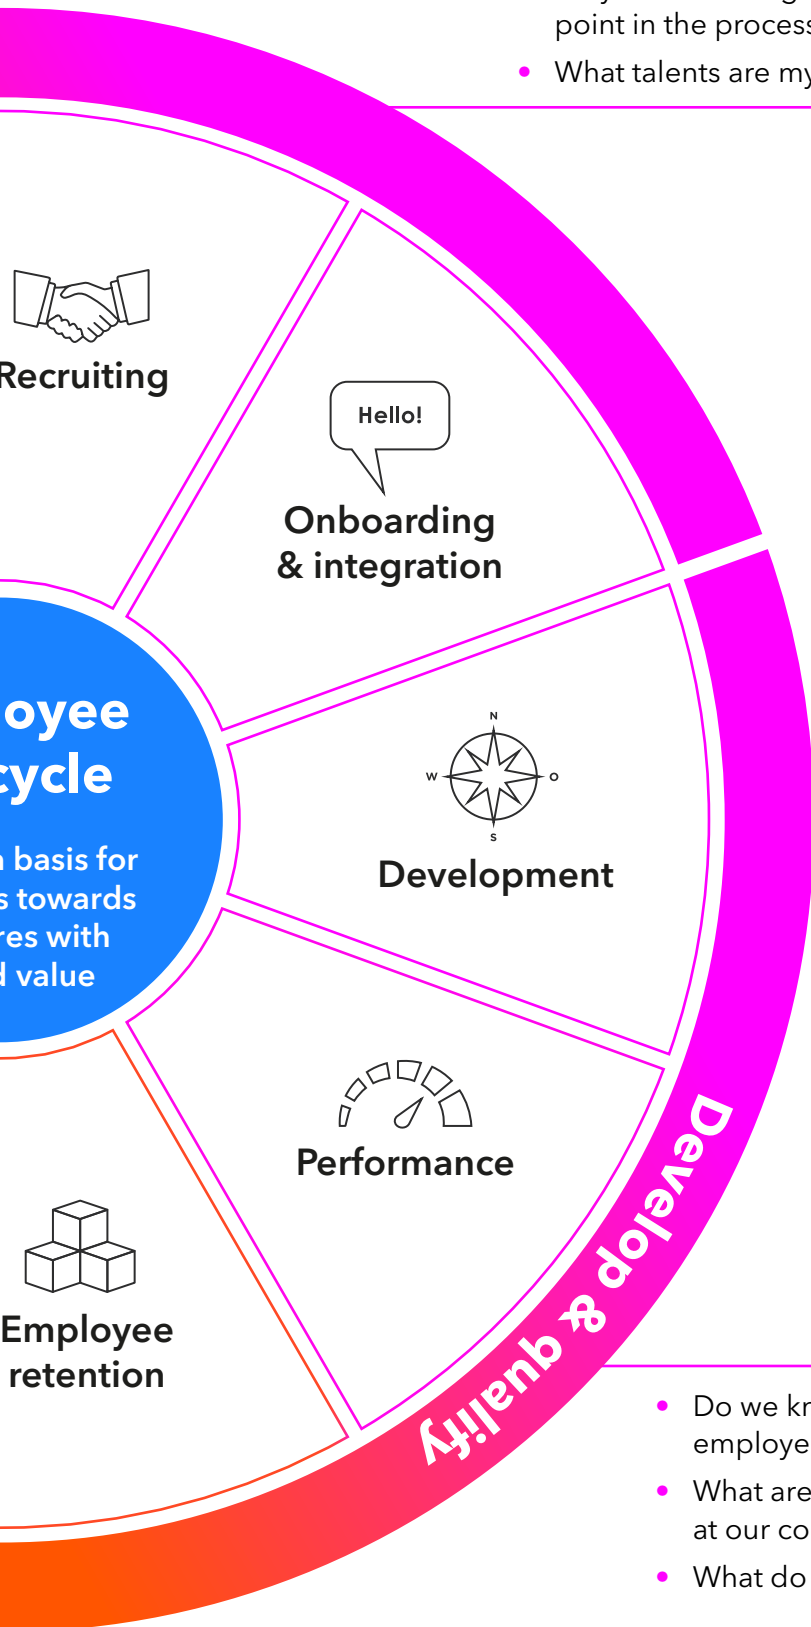 point in the process
• What talents are my
Recruiting
Hello!
Onboarding
& integration
oyee
cycle
basis for
s towards
res with
d value
N
W O
S
Development
Performance
Employee
retention
Develop & qualify
• Do we kn
employe
• What are
at our co
• What do